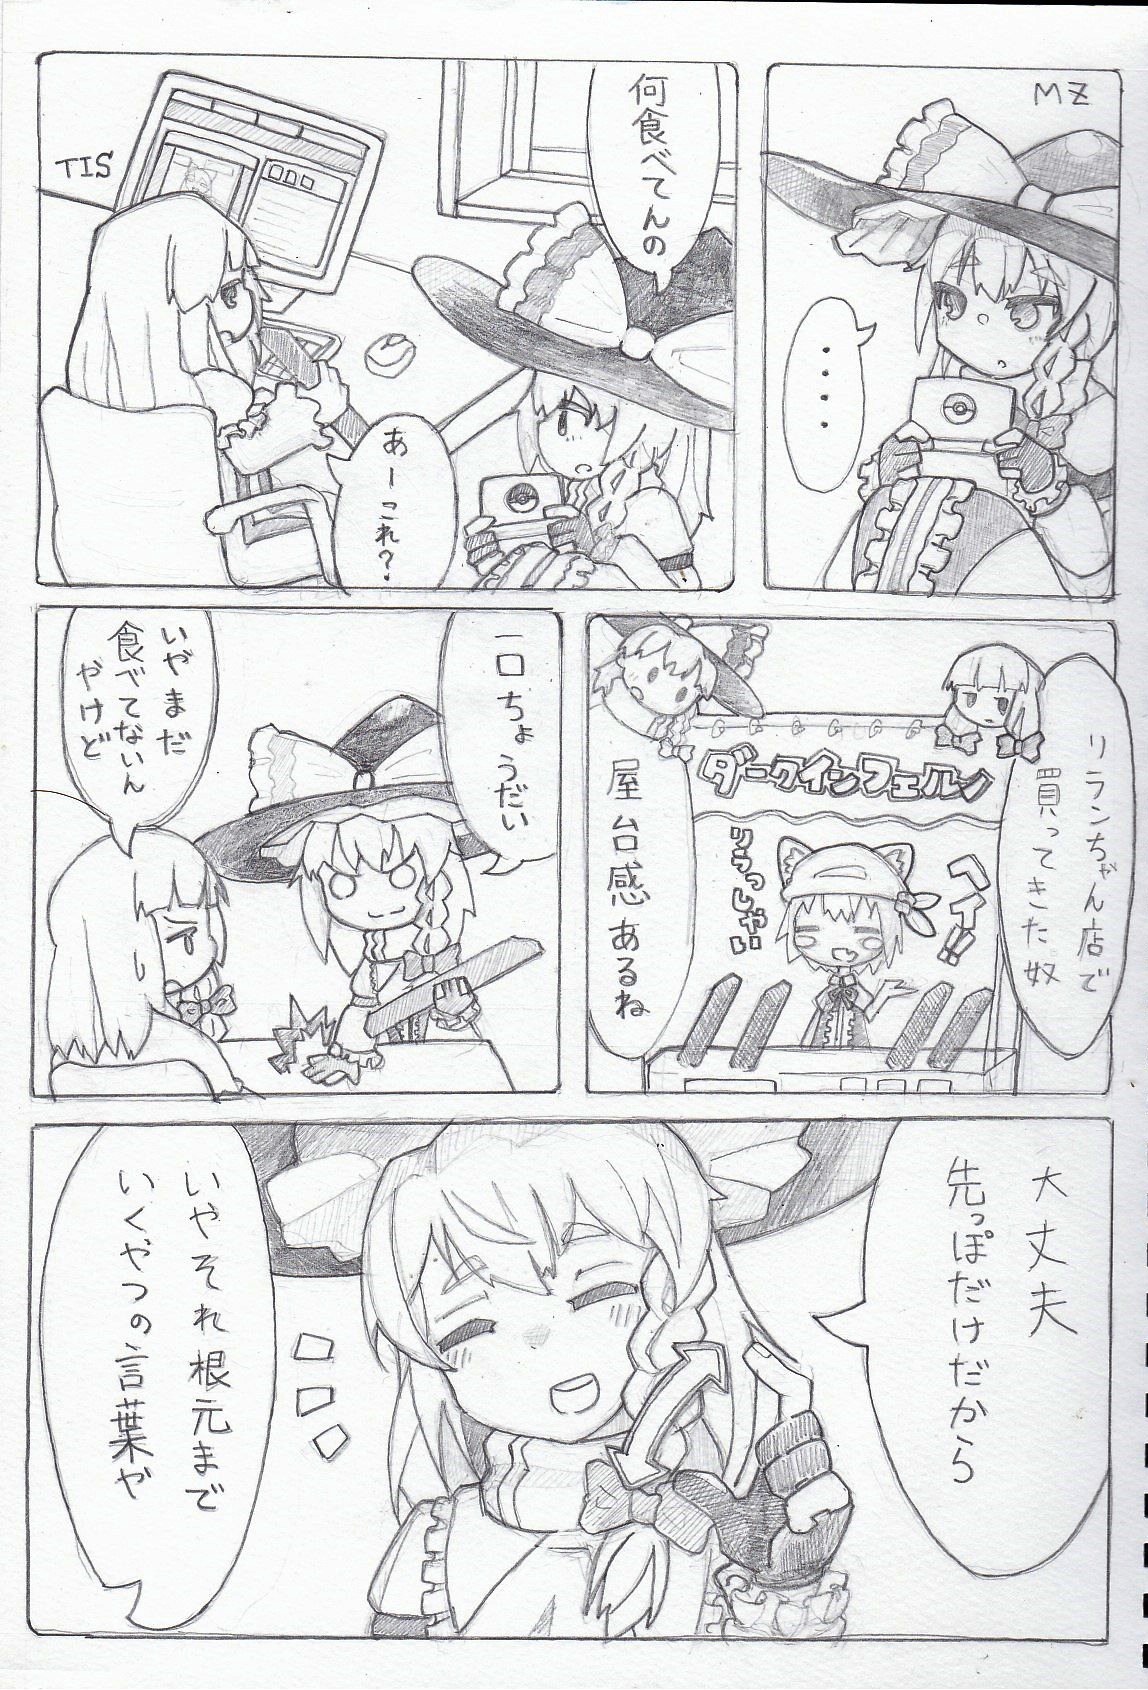 MZ
・・・・
何食べてんの
TIS
あーこれ?
リランちゃん店で
買ってきた奴
ダークインフェルノ
ヘイ!!
りらっしゃい
屋台感あるね
一口ちょうだい
いやまだ
食べてないん
やけど
大丈夫
先っぽだけだから
いやそれ根元まで
いくやつの言葉や